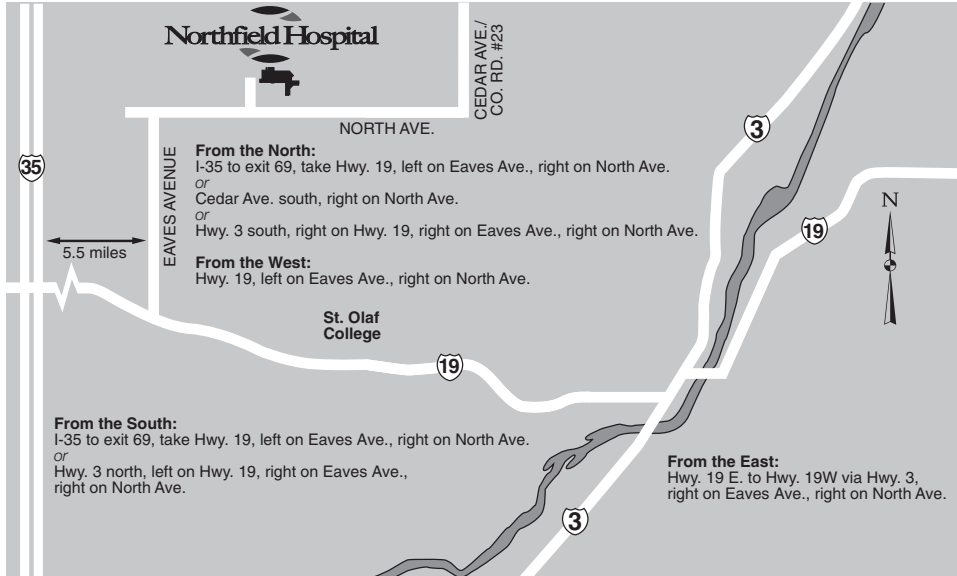 Northfield Hospital
CEDAR AVE./
CO. RD. #23
NORTH AVE.
EAVES AVENUE
35
3
From the North:
I-35 to exit 69, take Hwy. 19, left on Eaves Ave., right on North Ave.
or
Cedar Ave. south, right on North Ave.
or
Hwy. 3 south, right on Hwy. 19, right on Eaves Ave., right on North Ave.
N
19
5.5 miles
From the West:
Hwy. 19, left on Eaves Ave., right on North Ave.
St. Olaf
College
19
From the South:
I-35 to exit 69, take Hwy. 19, left on Eaves Ave., right on North Ave.
or
Hwy. 3 north, left on Hwy. 19, right on Eaves Ave.,
right on North Ave.
From the East:
Hwy. 19 E. to Hwy. 19W via Hwy. 3,
right on Eaves Ave., right on North Ave.
3